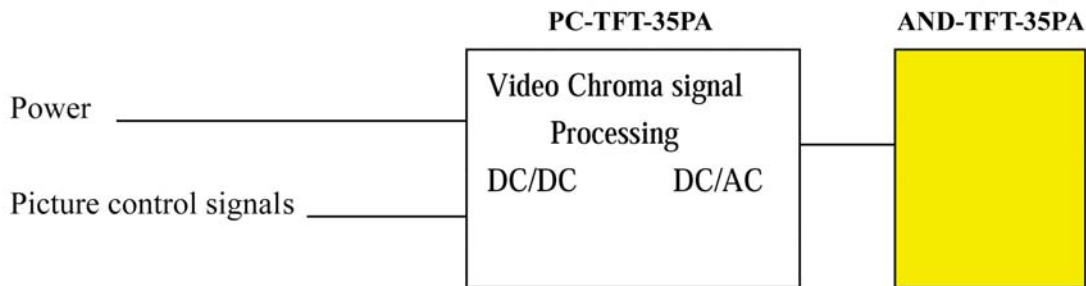 PC-TFT-35PA
AND-TFT-35PA
Power
Picture control signals
Video Chroma signal
Processing
DC/DC DC/AC